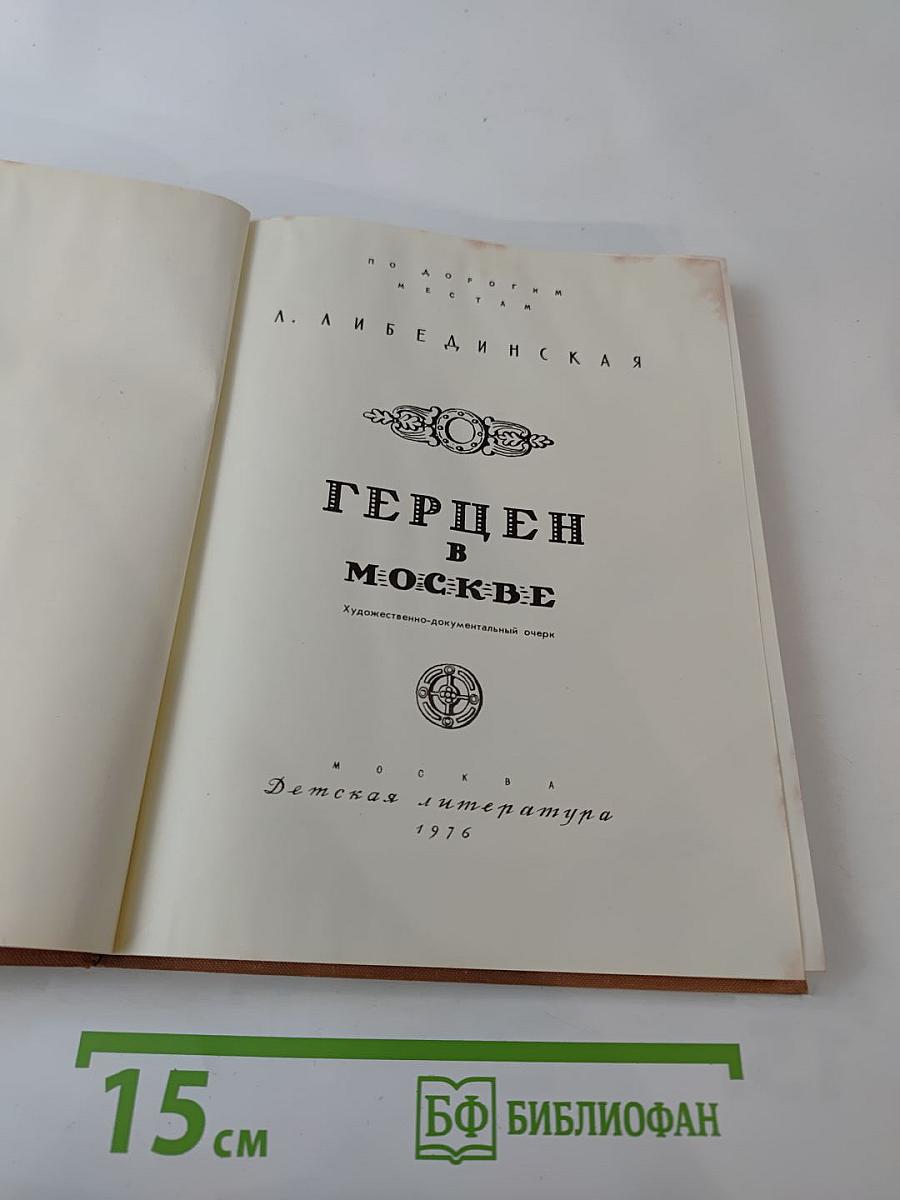 ПО ДОРОГИМ
МЕСТАМ
Л. ЛИБЕДИНСКАЯ
ГЕРЦЕН
В
МОСКВЕ
Художественно-документальный очерк
МОСКВА
Детская литература
1976
15 см
БФ БИБЛИОФАН